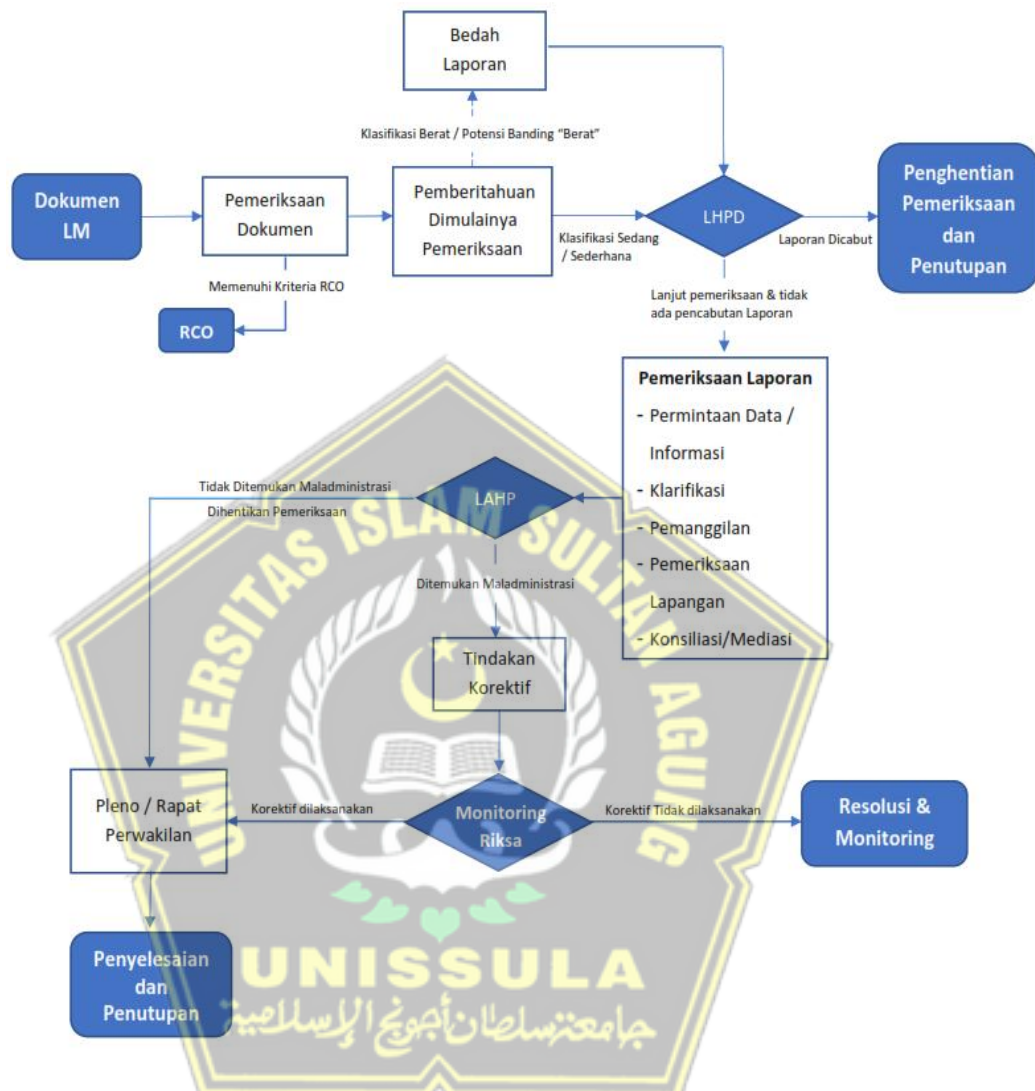 Bedah
Laporan
Klasifikasi Berat / Potensi Banding “Berat”
Dokumen
LM
Pemeriksaan
Dokumen
Pemberitahuan
Dimulainya
Pemeriksaan
Klasifikasi Sedang
/ Sederhana
LHPD
Laporan Dicabut
Penghentian
Pemeriksaan
dan
Penutupan
Memenuhi Kriteria RCO
RCO
Lanjut pemeriksaan & tidak
ada pencabutan Laporan
Pemeriksaan Laporan
- Permintaan Data /
Informasi
- Klarifikasi
- Pemanggilan
- Pemeriksaan
Lapangan
- Konsiliasi/Mediasi
LAHP
Tidak Ditemukan Maladministrasi
Dihentikan Pemeriksaan
Ditemukan Maladministrasi
Tindakan
Korektif
Monitoring
Riksa
Korektif dilaksanakan
Korektif Tidak dilaksanakan
Pleno / Rapat
Perwakilan
Resolusi &
Monitoring
Penyelesaian
dan
Penutupan
UNIVERSITAS ISLAM SULTAN AGUNG
UNISSULA
جامعتسلطان أجونج الإسلامية